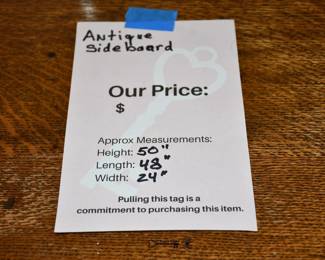 Antique
Sideboard
Our Price:
$
Approx Measurements:
Height: 50"
Length: 48"
Width: 24"
Pulling this tag is a
commitment to purchasing this item.